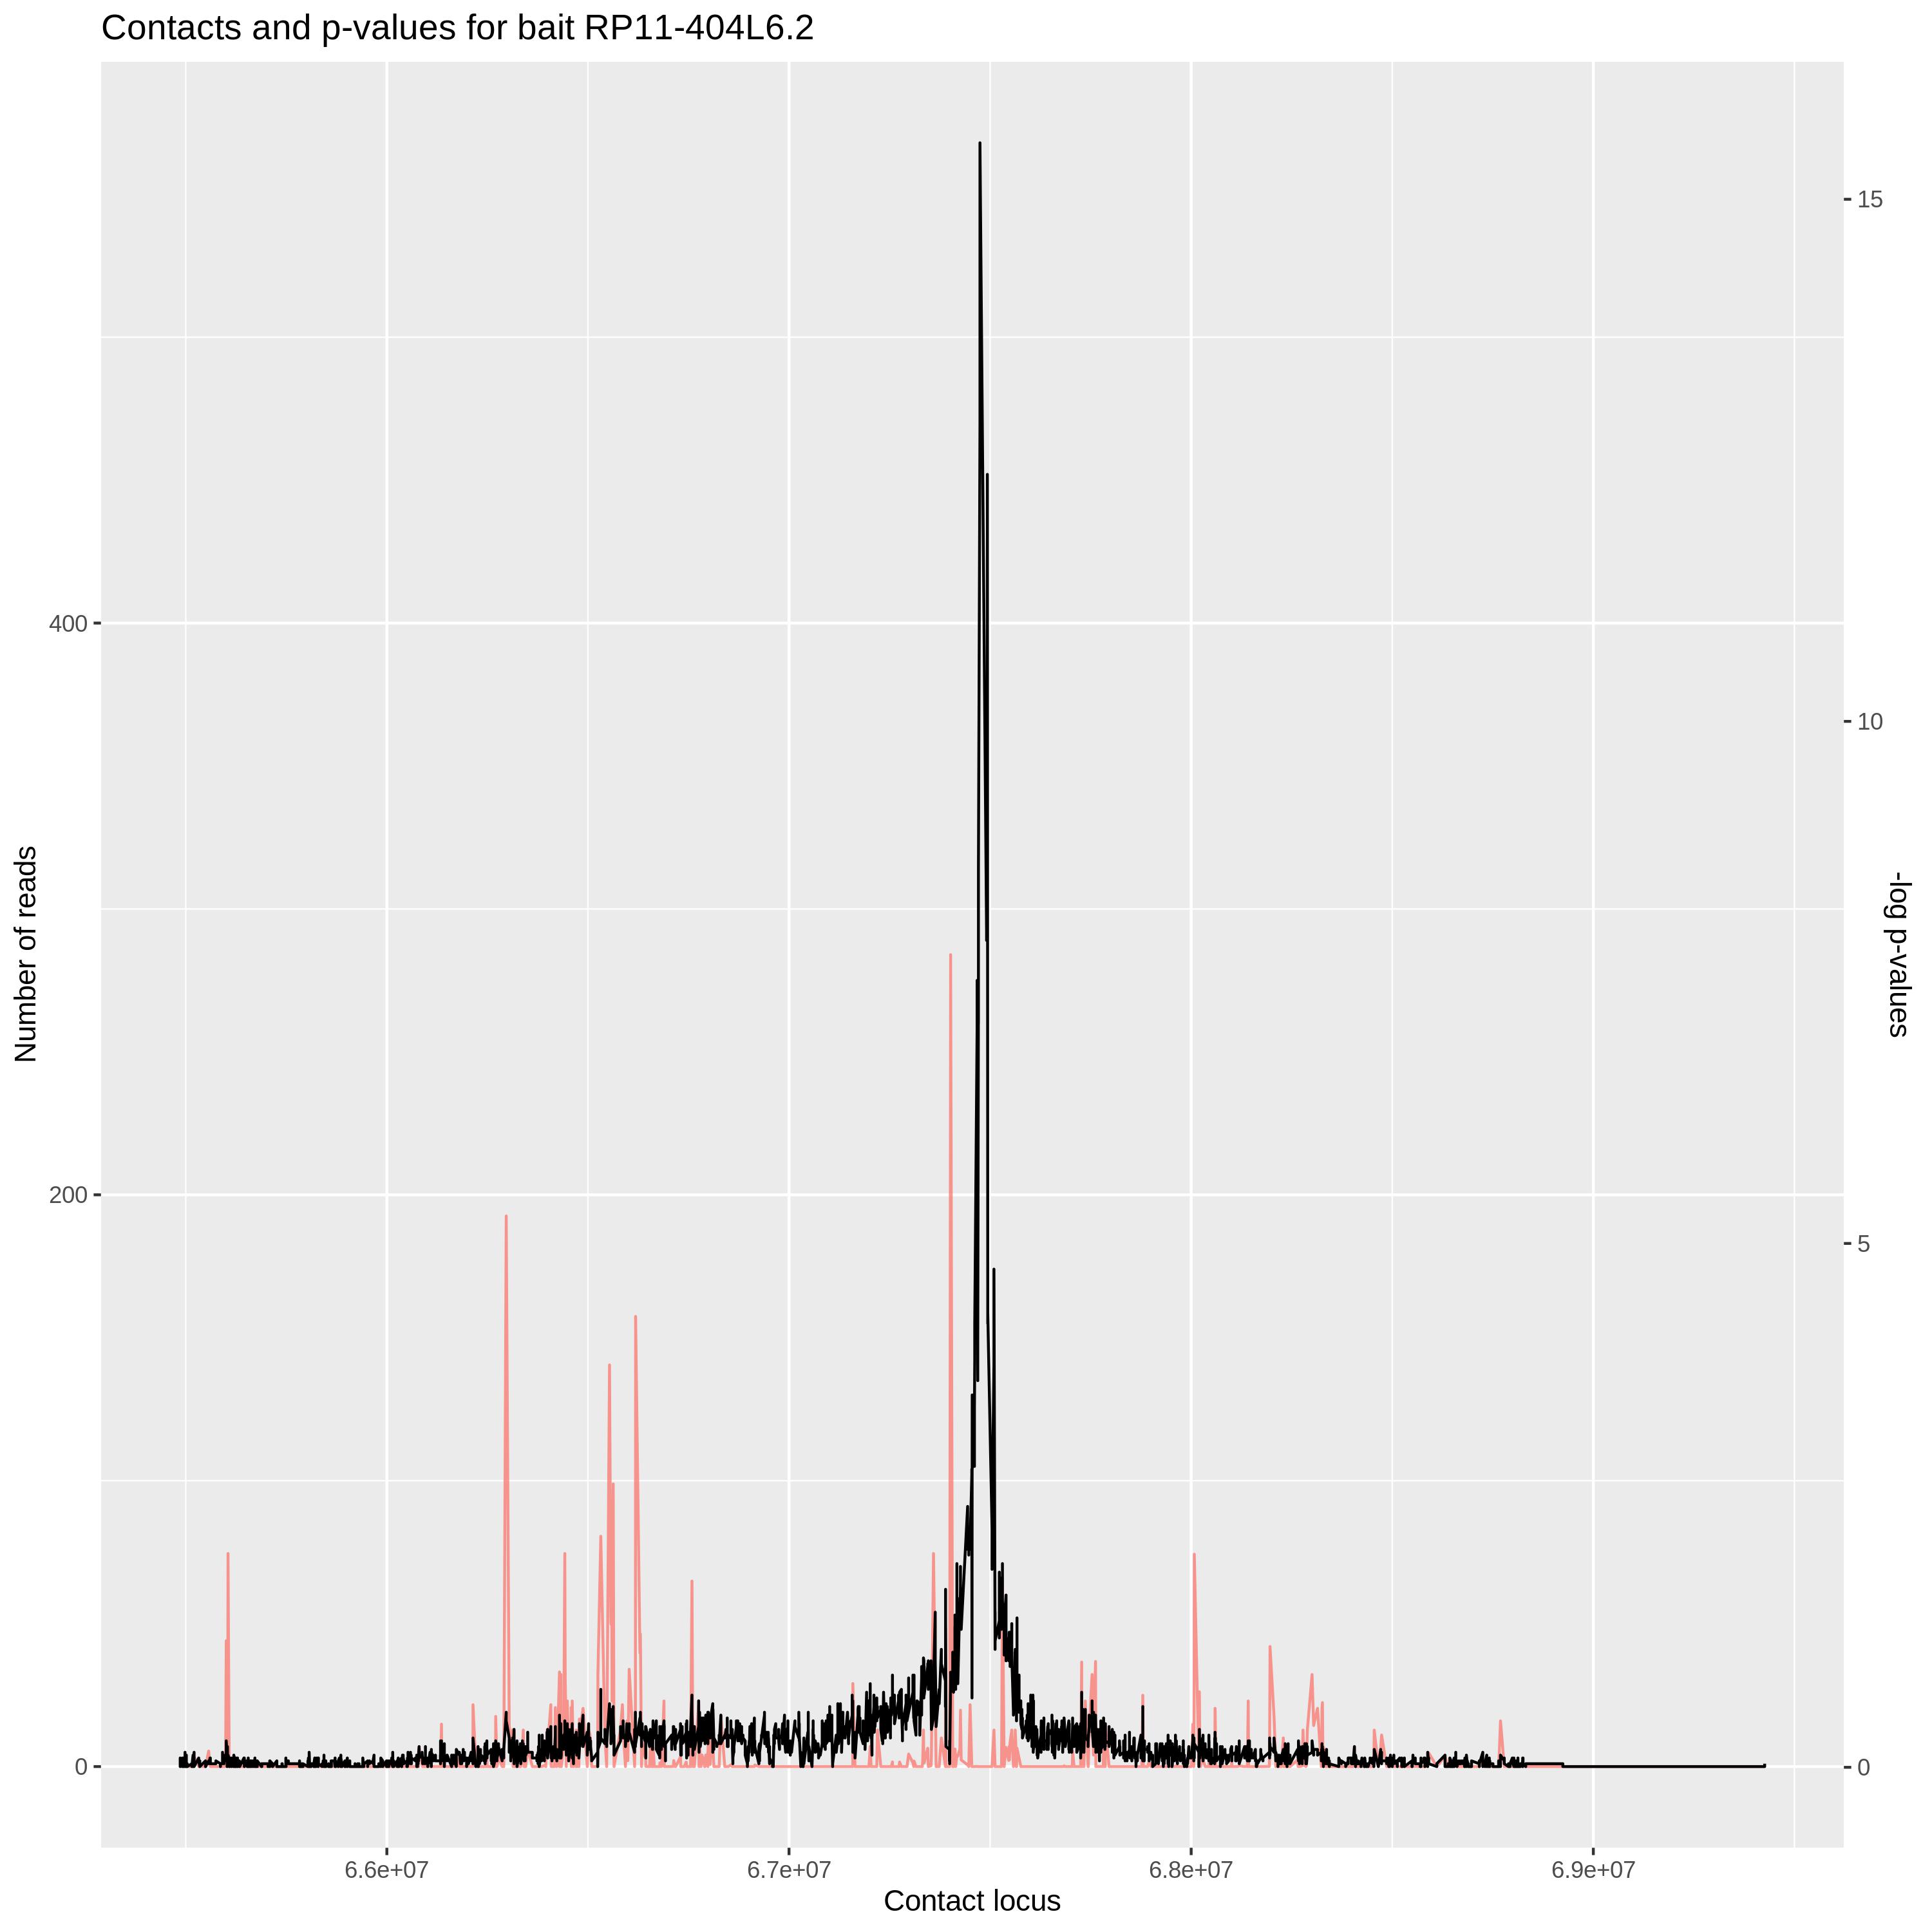 Contacts and p-values for bait RP11-404L6.2
Number of reads
400
200
0
15
10
5
0
-log p-values
6.6e+07
6.7e+07
6.8e+07
6.9e+07
Contact locus